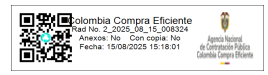 Colombia Compra Eficiente
Rad No. 2_2025_08_15_008324
Anexos: No Con copia: No
Fecha: 15/08/2025 15:18:01
Agencia Nacional
de Contratación Pública
Colombia Compra Eficiente